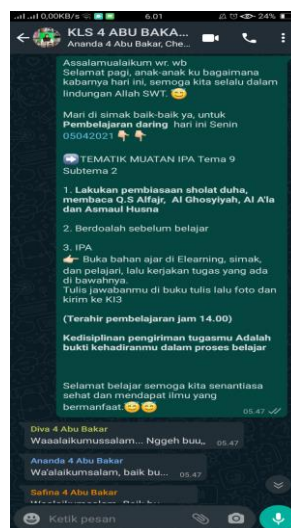 0,00KB/s 6.01 24%
KLS 4 ABU BAKA...
Ananda 4 Abu Bakar, Che...
Assalamualaikum wr. wb
Selamat pagi, anak-anak ku bagaimana
kabarnya hari ini, semoga kita selalu dalam
lindungan Allah SWT. 😊
Mari di simak baik-baik ya, untuk
Pembelajaran daring hari ini Senin
05042021 👇👇
➡️TEMATIK MUATAN IPA Tema 9
Subtema 2
1. Lakukan pembiasaan sholat duha,
membaca Q.S Alfajr, Al Ghosyiyah, Al A'la
dan Asmaul Husna
2. Berdoalah sebelum belajar
3. IPA
👉 Buka bahan ajar di Elearning, simak,
dan pelajari, lalu kerjakan tugas yang ada
di bawahnya.
Tulis jawabanmu di buku tulis lalu foto dan
kirim ke KI3
(Terahir pembelajaran jam 14.00)
Kedisiplinan pengiriman tugasmu Adalah
bukti kehadiranmu dalam proses belajar
Selamat belajar semoga kita senantiasa
sehat dan mendapat ilmu yang
bermanfaat.😊😊 05.47
Diva 4 Abu Bakar
Waaalaikumussalam... Nggeh buu,, 05.47
Ananda 4 Abu Bakar
Wa'alaikumsalam, baik bu... 05.47
Safina 4 Abu Bakar
Ketik pesan